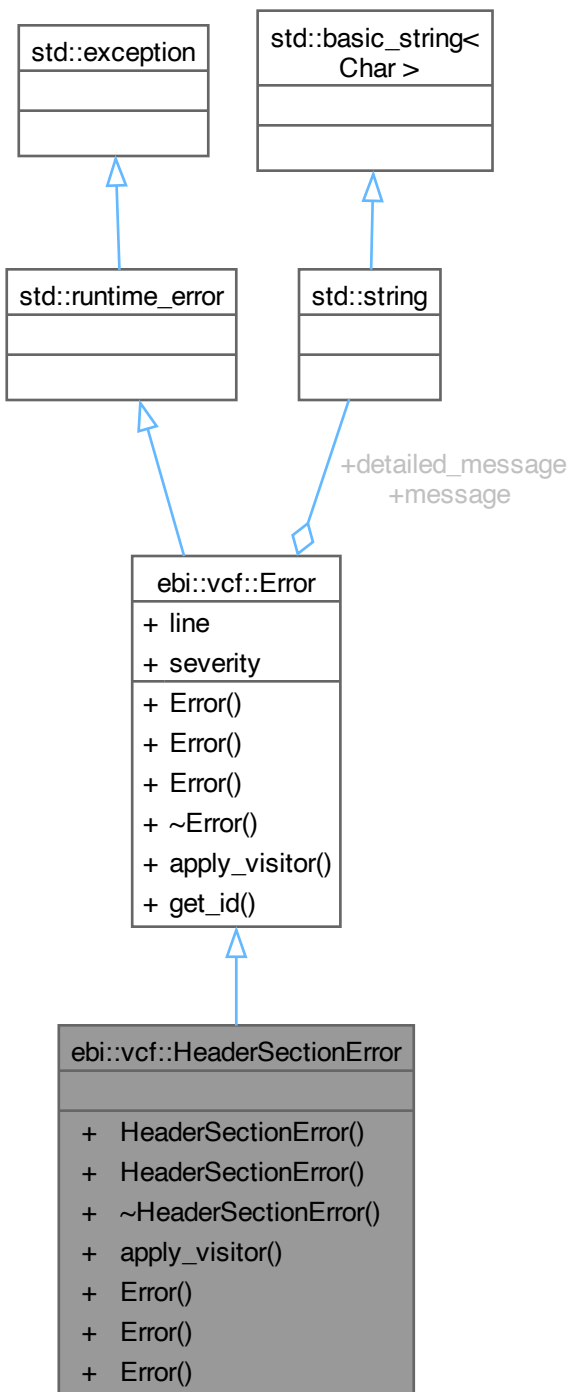 std::exception
std::basic_string<
Char >
std::runtime_error
std::string
+detailed_message
+message
ebi::vcf::Error
+ line
+ severity
+ Error()
+ Error()
+ Error()
+ ~Error()
+ apply_visitor()
+ get_id()
ebi::vcf::HeaderSectionError
+ HeaderSectionError()
+ HeaderSectionError()
+ ~HeaderSectionError()
+ apply_visitor()
+ Error()
+ Error()
+ Error()